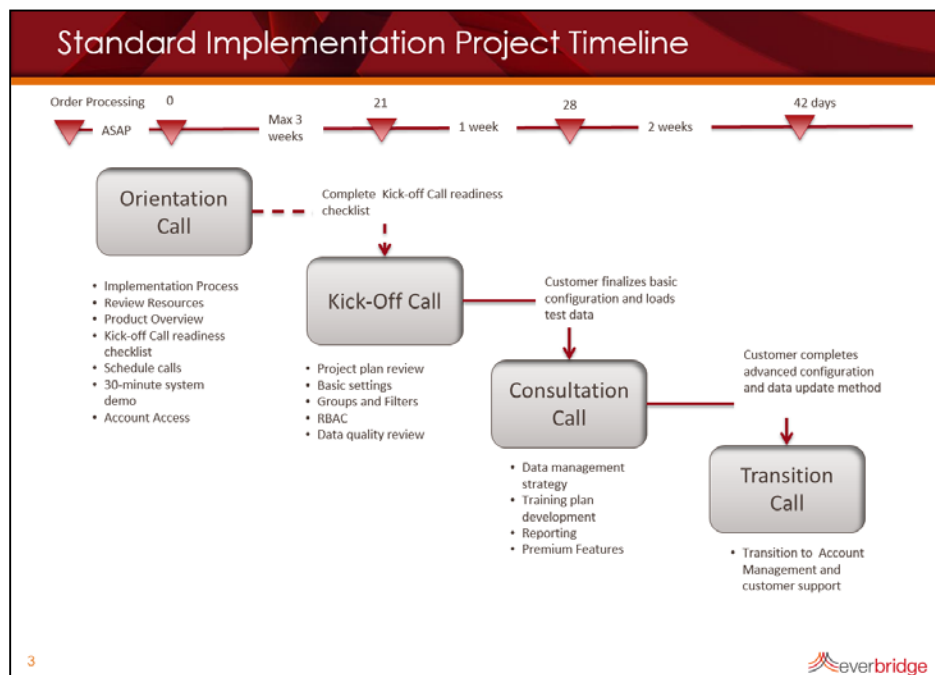 Standard Implementation Project Timeline
Order Processing
0
21
28
42 days
ASAP
Max 3
weeks
1 week
2 weeks
Orientation
Call
Complete Kick-off Call readiness
checklist
• Implementation Process
• Review Resources
• Product Overview
• Kick-off Call readiness
checklist
• Schedule calls
• 30-minute system
demo
• Account Access
Kick-Off Call
Customer finalizes basic
configuration and loads
test data
• Project plan review
• Basic settings
• Groups and Filters
• RBAC
• Data quality review
Consultation
Call
Customer completes
advanced configuration
and data update method
• Data management
strategy
• Training plan
development
• Reporting
• Premium Features
Transition
Call
• Transition to Account
Management and
customer support
3
everbridge